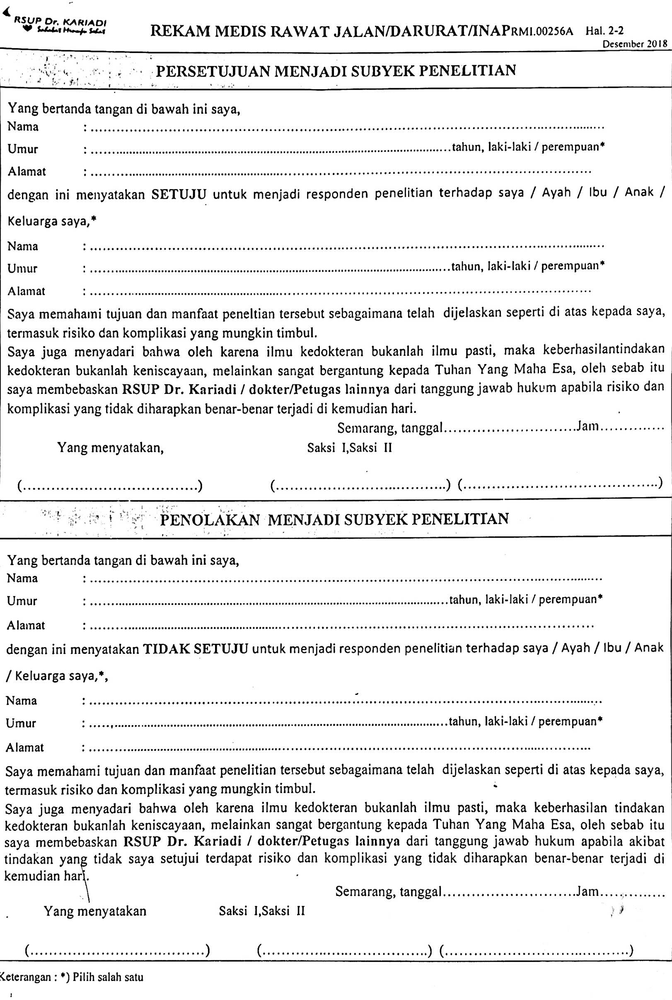 RSUP Dr. KARIADI
REKAM MEDIS RAWAT JALAN/DARURAT/INAP RM1.00256A Hal. 2-2
Desember 2018
PERSETUJUAN MENJADI SUBYEK PENELITIAN
Yang bertanda tangan di bawah ini saya,
Nama : ..............................
Umur : .............................. tahun, laki-laki / perempuan*
Alamat : ..............................
dengan ini menyatakan SETUJU untuk menjadi responden penelitian terhadap saya / Ayah / Ibu / Anak /
Keluarga saya,*
Nama : ..............................
Umur : .............................. tahun, laki-laki / perempuan*
Alamat : ..............................
Saya memahami tujuan dan manfaat peneltian tersebut sebagaimana telah dijelaskan seperti di atas kepada saya,
termasuk risiko dan komplikasi yang mungkin timbul.
Saya juga menyadari bahwa oleh karena ilmu kedokteran bukanlah ilmu pasti, maka keberhasilantindakan
kedokteran bukanlah keniscayaan, melainkan sangat bergantung kepada Tuhan Yang Maha Esa, oleh sebab itu
saya membebaskan RSUP Dr. Kariadi / dokter/Petugas lainnya dari tanggung jawab hukum apabila risiko dan
komplikasi yang tidak diharapkan benar-benar terjadi di kemudian hari.
Semarang, tanggal.............................Jam..............
Yang menyatakan, Saksi I,Saksi II
(....................................) (....................................) (........................................)
PENOLAKAN MENJADI SUBYEK PENELITIAN
Yang bertanda tangan di bawah ini saya,
Nama : ..............................
Umur : .............................. tahun, laki-laki / perempuan*
Alamat : ..............................
dengan ini menyatakan TIDAK SETUJU untuk menjadi responden penelitian terhadap saya / Ayah / Ibu / Anak
/ Keluarga saya,*,
Nama : ..............................
Umur : .............................. tahun, laki-laki / perempuan*
Alamat : ..............................
Saya memahami tujuan dan manfaat penelitian tersebut sebagaimana telah dijelaskan seperti di atas kepada saya,
termasuk risiko dan komplikasi yang mungkin timbul.
Saya juga menyadari bahwa oleh karena ilmu kedokteran bukanlah ilmu pasti, maka keberhasilan tindakan
kedokteran bukanlah keniscayaan, melainkan sangat bergantung kepada Tuhan Yang Maha Esa, oleh sebab itu
saya membebaskan RSUP Dr. Kariadi / dokter/Petugas lainnya dari tanggung jawab hukum apabila akibat
tindakan yang tidak saya setujui terdapat risiko dan komplikasi yang tidak diharapkan benar-benar terjadi di
kemudian hari.
Semarang, tanggal.............................Jam..............
Yang menyatakan Saksi I,Saksi II
(....................................) (....................................) (......................................)
Keterangan : *) Pilih salah satu